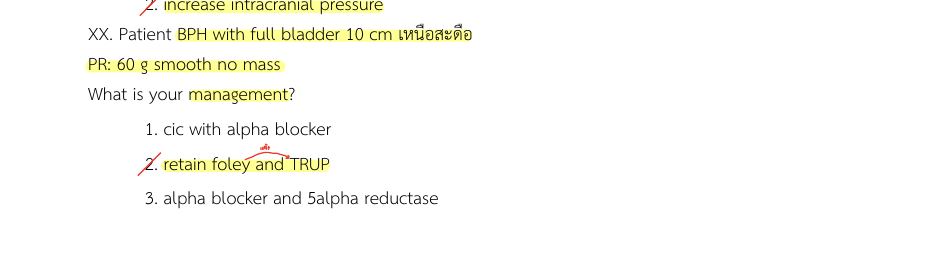 2. increase intracranial pressure
XX. Patient BPH with full bladder 10 cm เหนือสะดือ
PR: 60 g smooth no mass
What is your management?
1. cic with alpha blocker
2. retain foley and TRUP
3. alpha blocker and 5alpha reductase